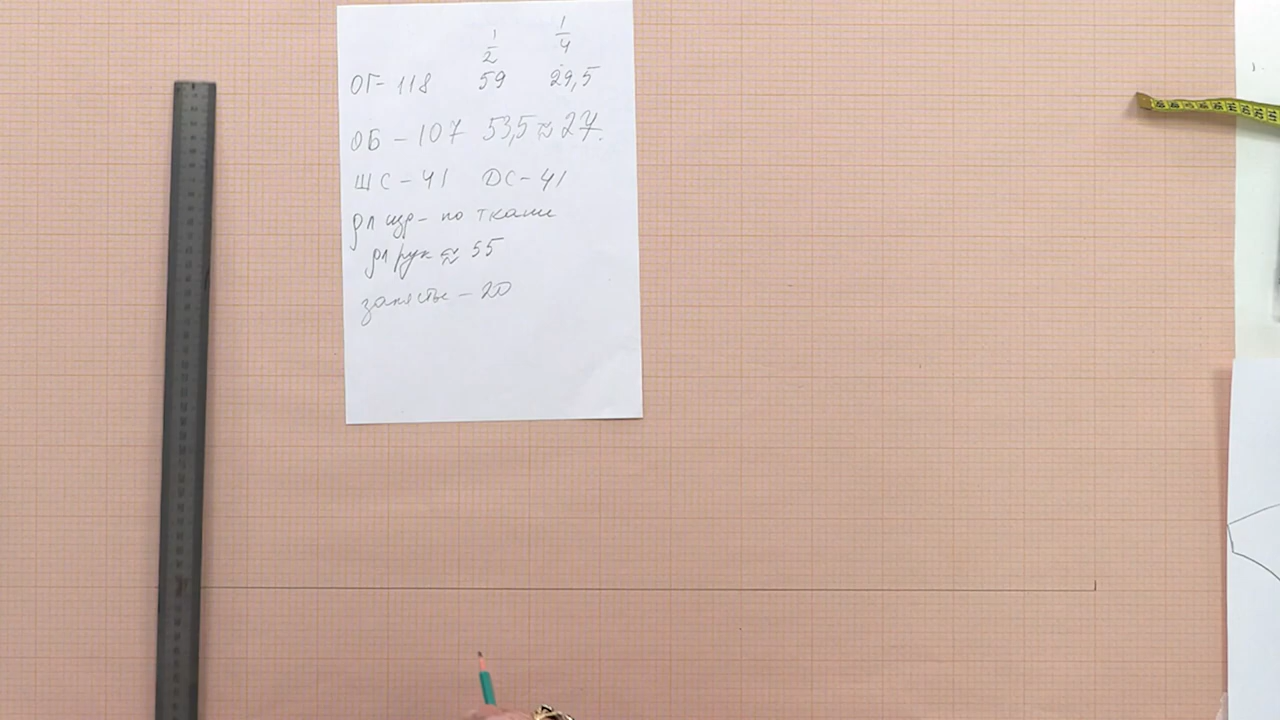 1/2 1/4
ОГ- 118 59 29,5
ОБ - 107 53,5 ≈ 27.
ШС - 41 ДС - 41
дл изр - по ткани
дл рук ≈ 55
запястье - 20